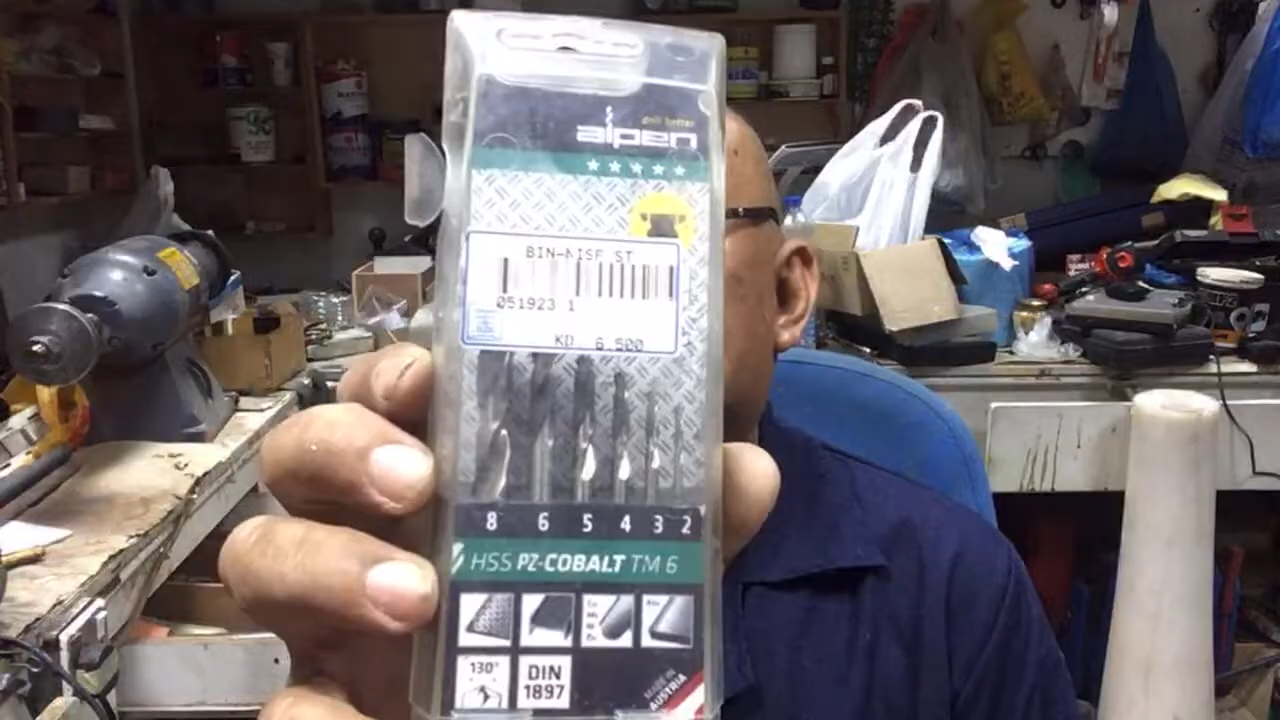 drill better
alpen
BIN-NISF ST
051923 1
KD. 6.500
8 6 5 4 3 2
HSS PZ-COBALT TM 6
130°
DIN
1897
MADE IN
AUSTRIA